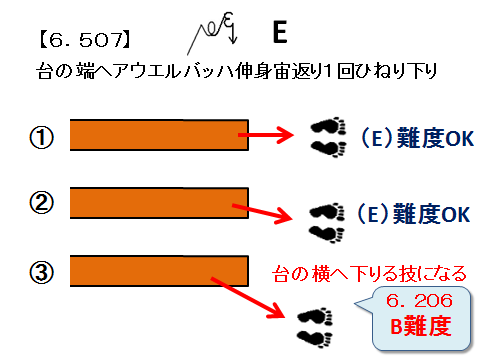 【６．５０７】 E
台の端へアウエルバッハ伸身宙返り１回ひねり下り
① （E）難度OK
② （E）難度OK
③ 台の横へ下りる技になる
６．２０６
B難度